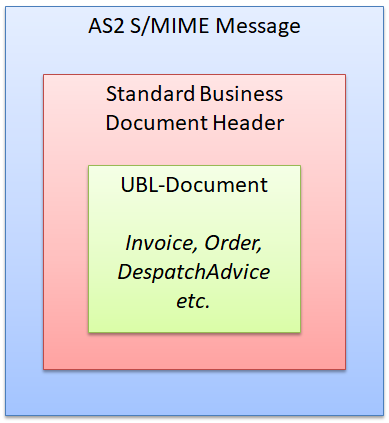 AS2 S/MIME Message
Standard Business
Document Header
UBL-Document
Invoice, Order,
DespatchAdvice
etc.